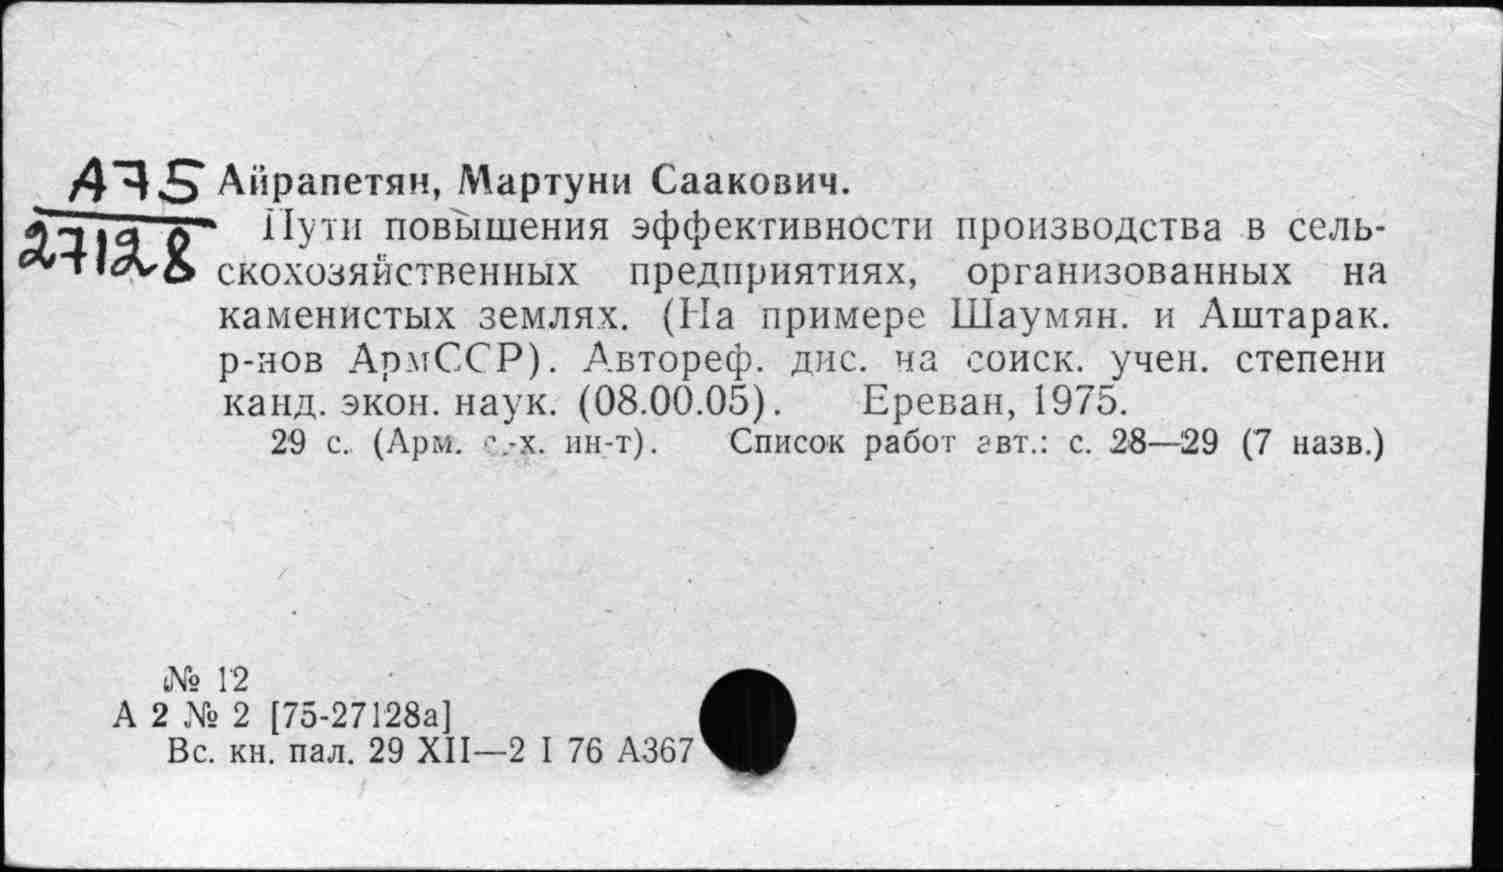 А75 Айрапетян, Мартуни Саакович.
27128 Пути повышения эффективности производства в сель-
скохозяйственных предприятиях, организованных на
каменистых землях. (На примере Шаумян. и Аштарак.
р-нов АрмССР). Автореф. дис. на соиск. учен. степени
канд. экон. наук. (08.00.05). Ереван, 1975.
29 с. (Арм. с.-х. ин-т). Список работ авт.: с. 28—29 (7 назв.)
№ 12
А 2 № 2 [75-27128а]
Вс. кн. пал. 29 XII—2 I 76 А367